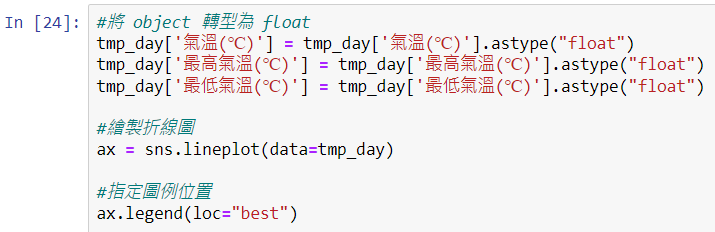 In [24]: #將 object 轉型為 float
tmp_day['氣溫(℃)'] = tmp_day['氣溫(℃)'].astype("float")
tmp_day['最高氣溫(℃)'] = tmp_day['最高氣溫(℃)'].astype("float")
tmp_day['最低氣溫(℃)'] = tmp_day['最低氣溫(℃)'].astype("float")
#繪製折線圖
ax = sns.lineplot(data=tmp_day)
#指定圖例位置
ax.legend(loc="best")